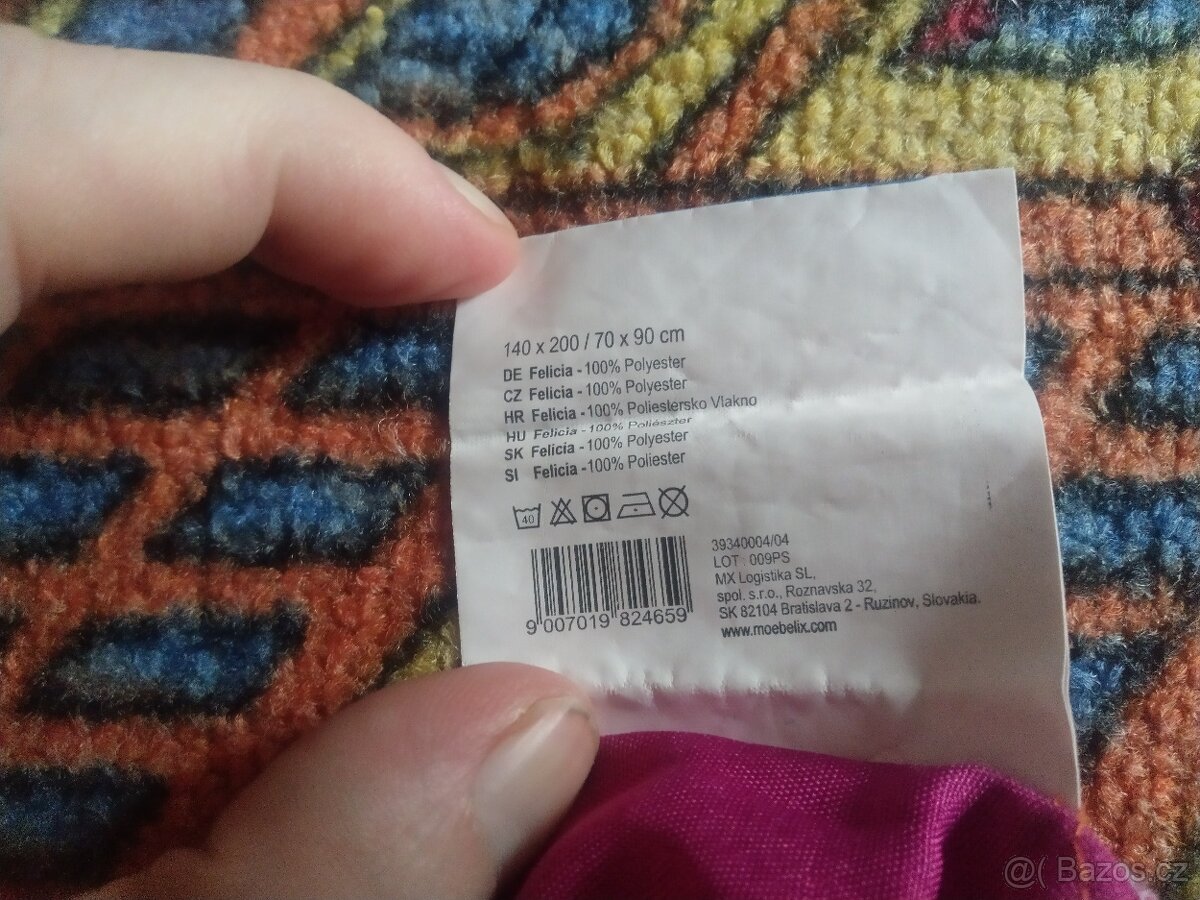 140 x 200 / 70 x 90 cm
DE Felicia - 100% Polyester
CZ Felicia - 100% Polyester
HR Felicia - 100% Poliestersko Vlakno
HU Felicia - 100% Poliészter
SK Felicia - 100% Polyester
SI Felicia - 100% Poliester
40
39340004/04
LOT : 009PS
MX Logistika SL,
spol. s.r.o., Roznavska 32,
SK 82104 Bratislava 2 - Ruzinov, Slovakia.
www.moebelix.com
9 007019 824659
@( Bazos.cz